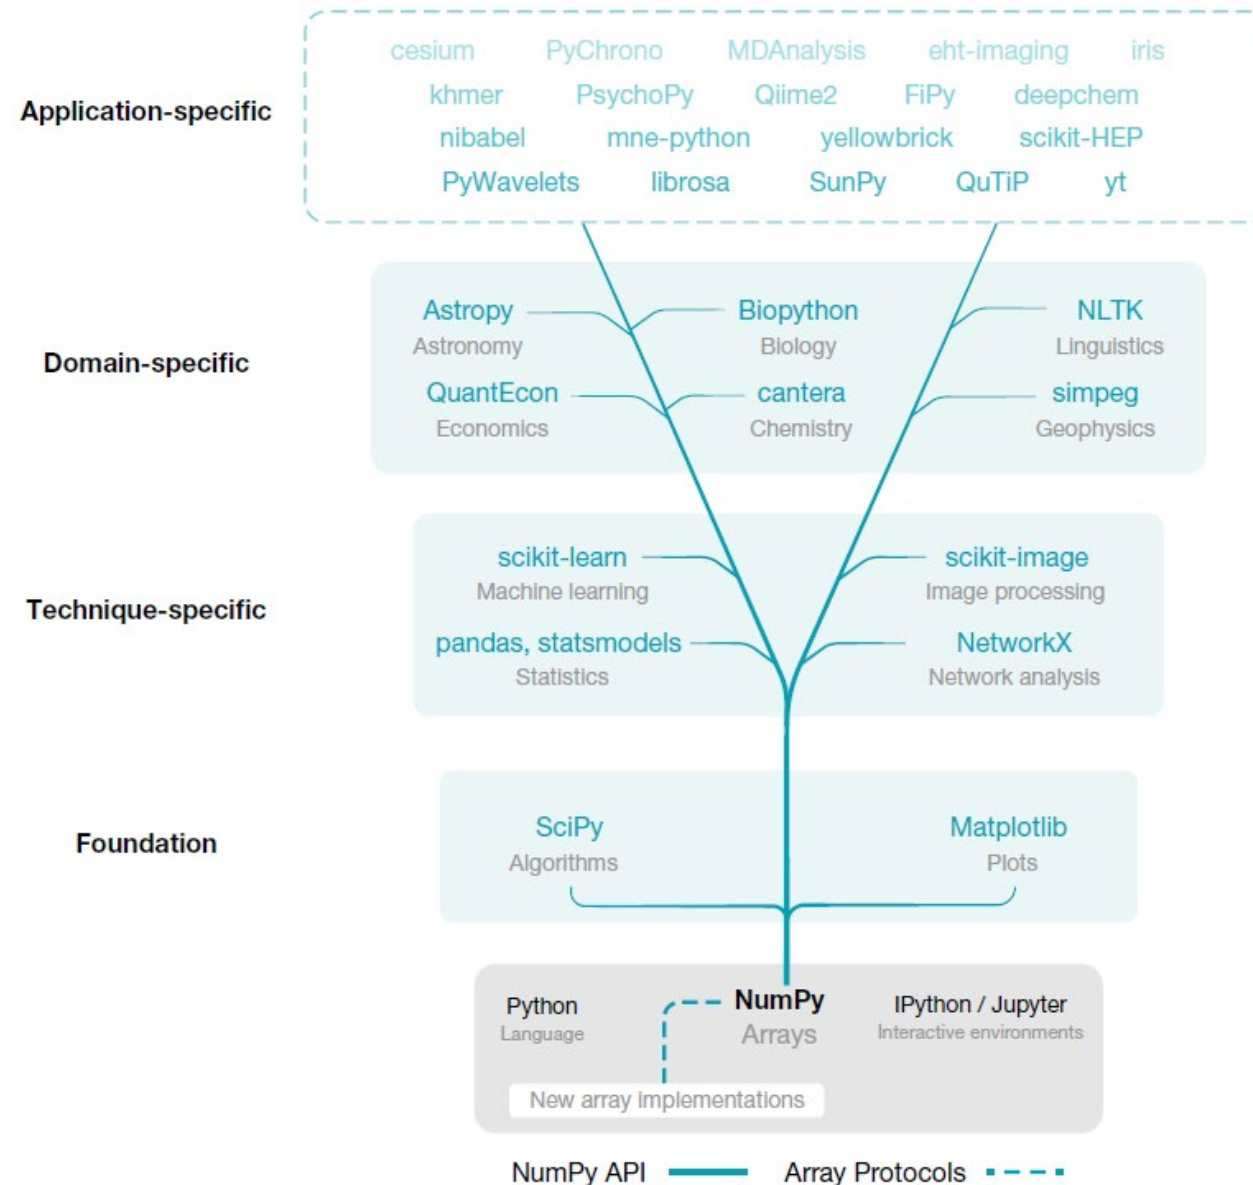 cesium PyChrono MDAnalysis eht-imaging iris
Application-specific
khmer PsychoPy Qiime2 FiPy deepchem
nibabel mne-python yellowbrick scikit-HEP
PyWavelets librosa SunPy QuTiP yt
Domain-specific
Astropy Biopython NLTK
Astronomy Biology Linguistics
QuantEcon cantera simpeg
Economics Chemistry Geophysics
Technique-specific
scikit-learn scikit-image
Machine learning Image processing
pandas, statsmodels NetworkX
Statistics Network analysis
Foundation
SciPy Matplotlib
Algorithms Plots
Python NumPy IPython / Jupyter
Language Arrays Interactive environments
New array implementations
NumPy API Array Protocols